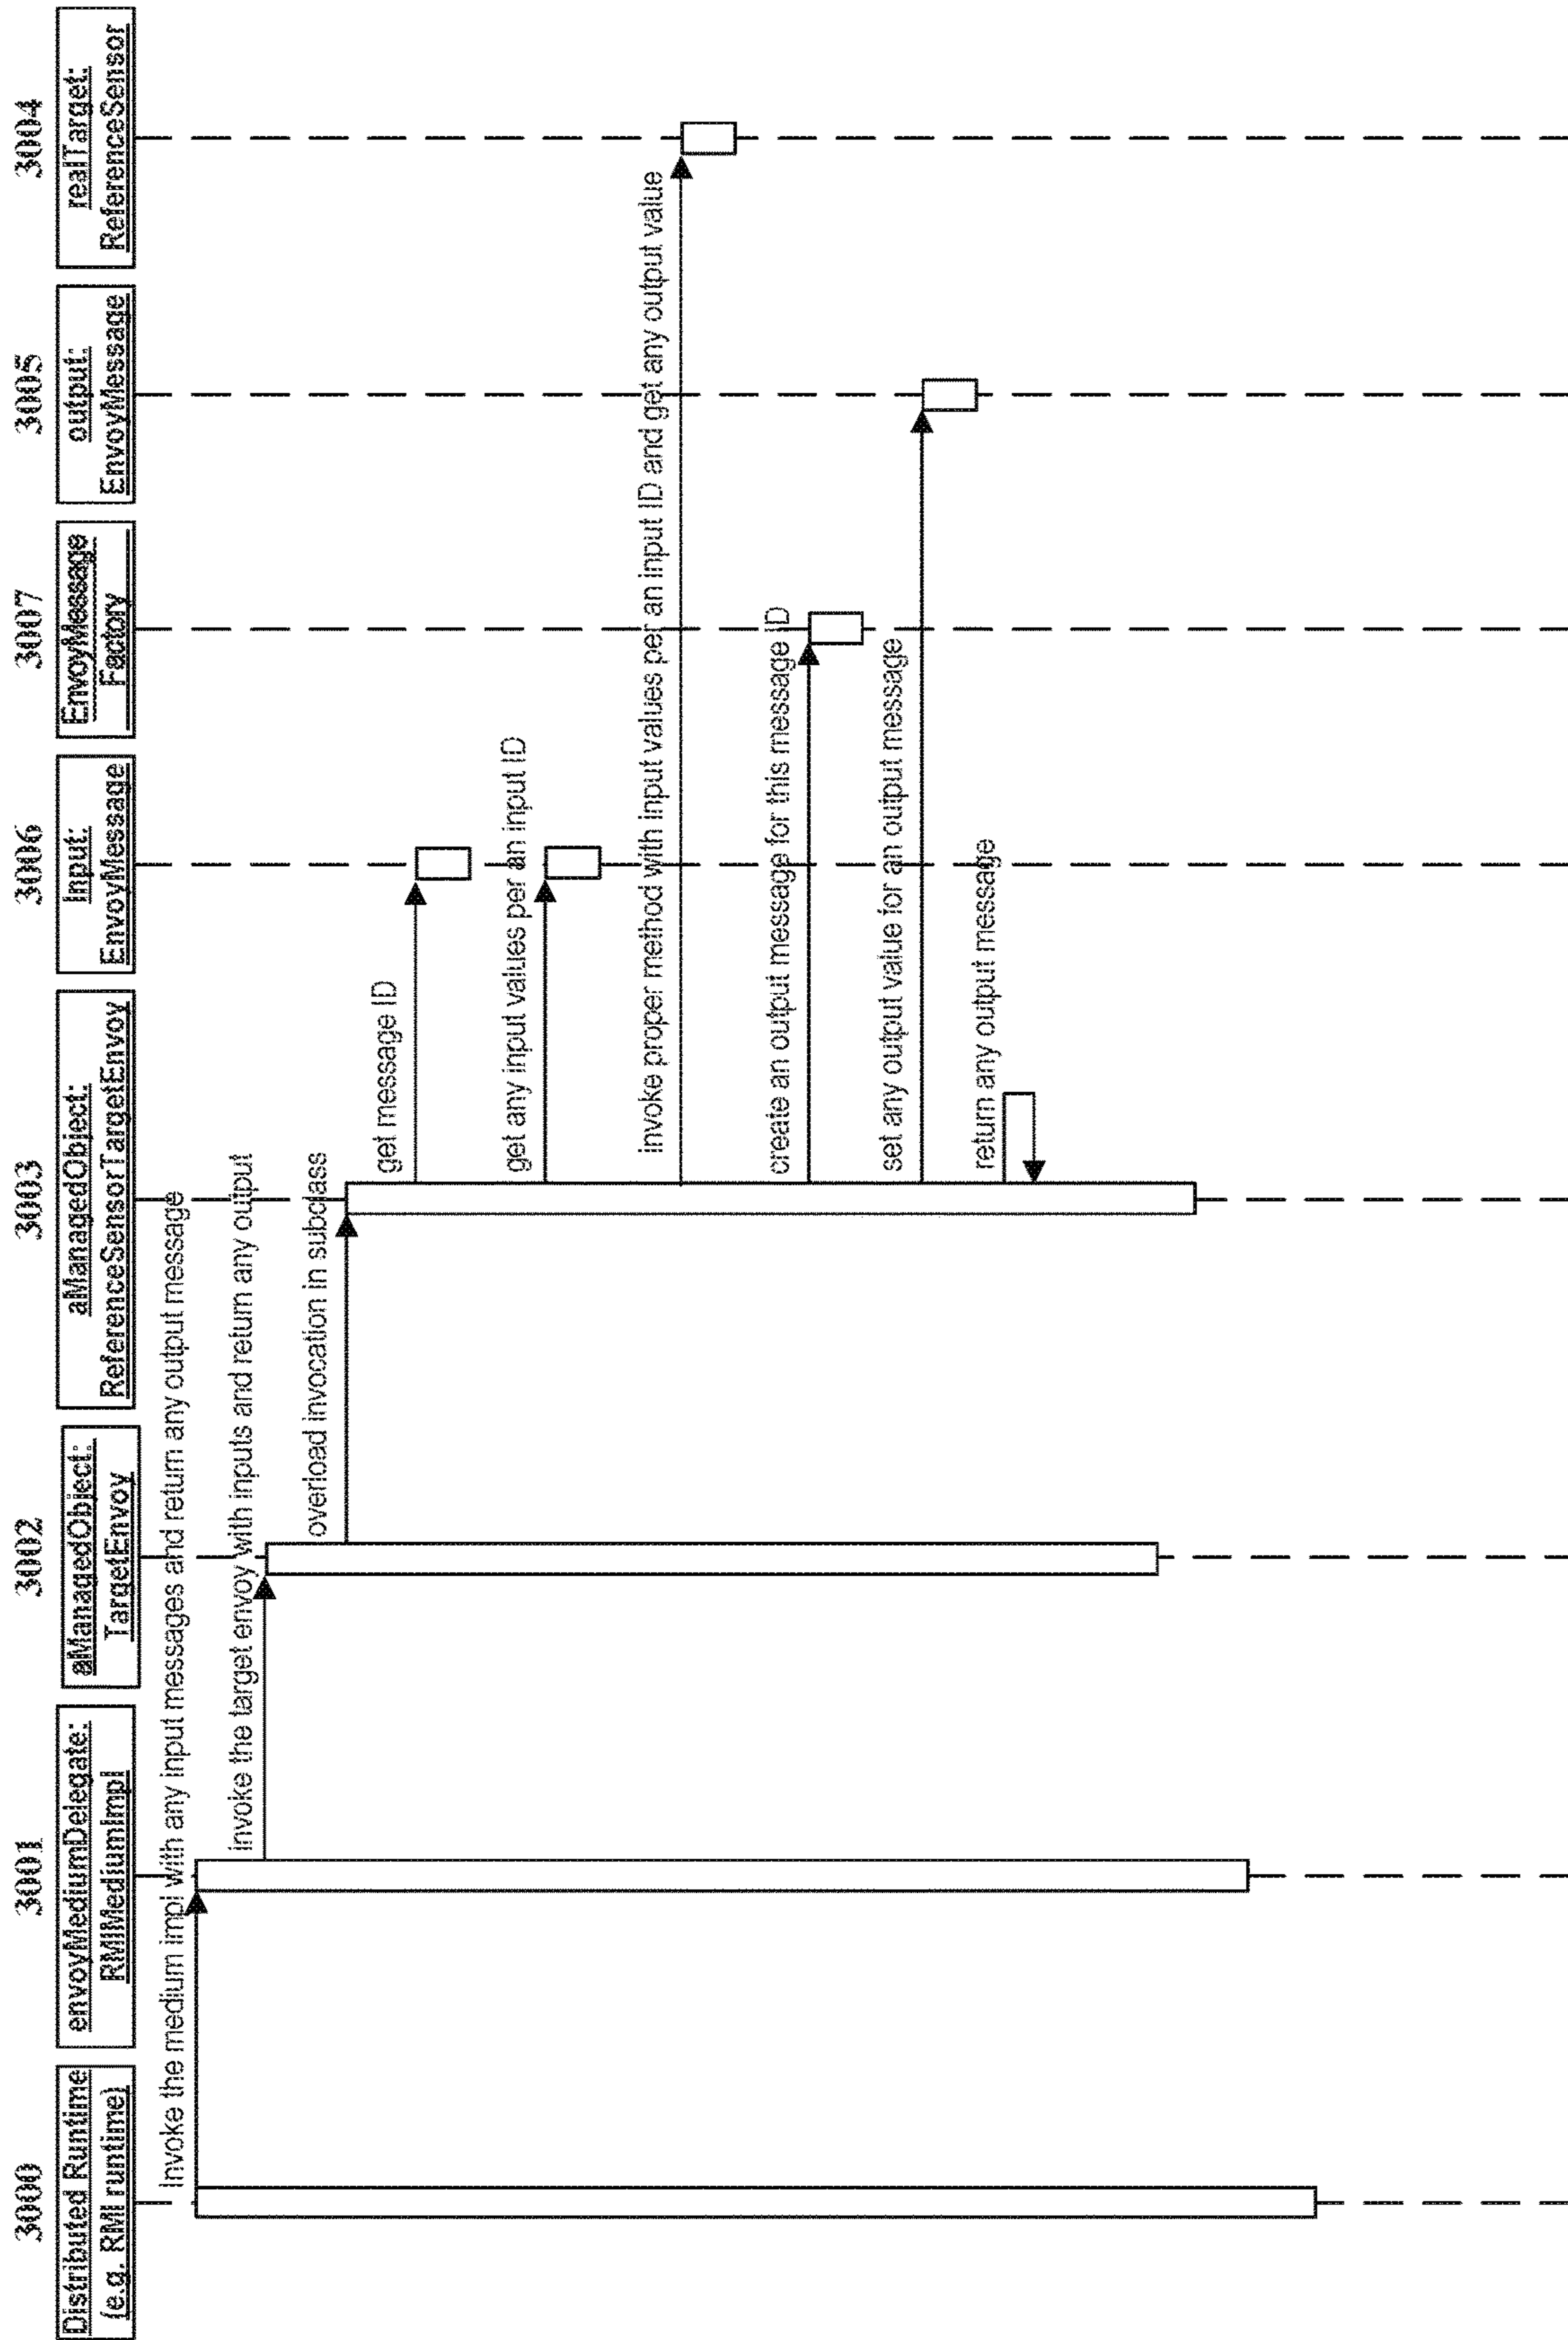 3000
Distributed Runtime
(e.g. RMI runtime)
3001
envoyMediumDelegate:
RMIMediumImpl
3002
aManagedObject:
TargetEnvoy
3003
aManagedObject:
ReferenceSensorTargetEnvoy
3006
Input:
EnvoyMessage
3007
EnvoyMessage
Factory
3005
output:
EnvoyMessage
3004
realTarget:
ReferenceSensor
Invoke the medium impl with any input messages and return any output message
invoke the target envoy with inputs and return any output
overload invocation in subclass
get message ID
get any input values per an input ID
invoke proper method with input values per an input ID and get any output value
create an output message for this message ID
set any output value for an output message
return any output message